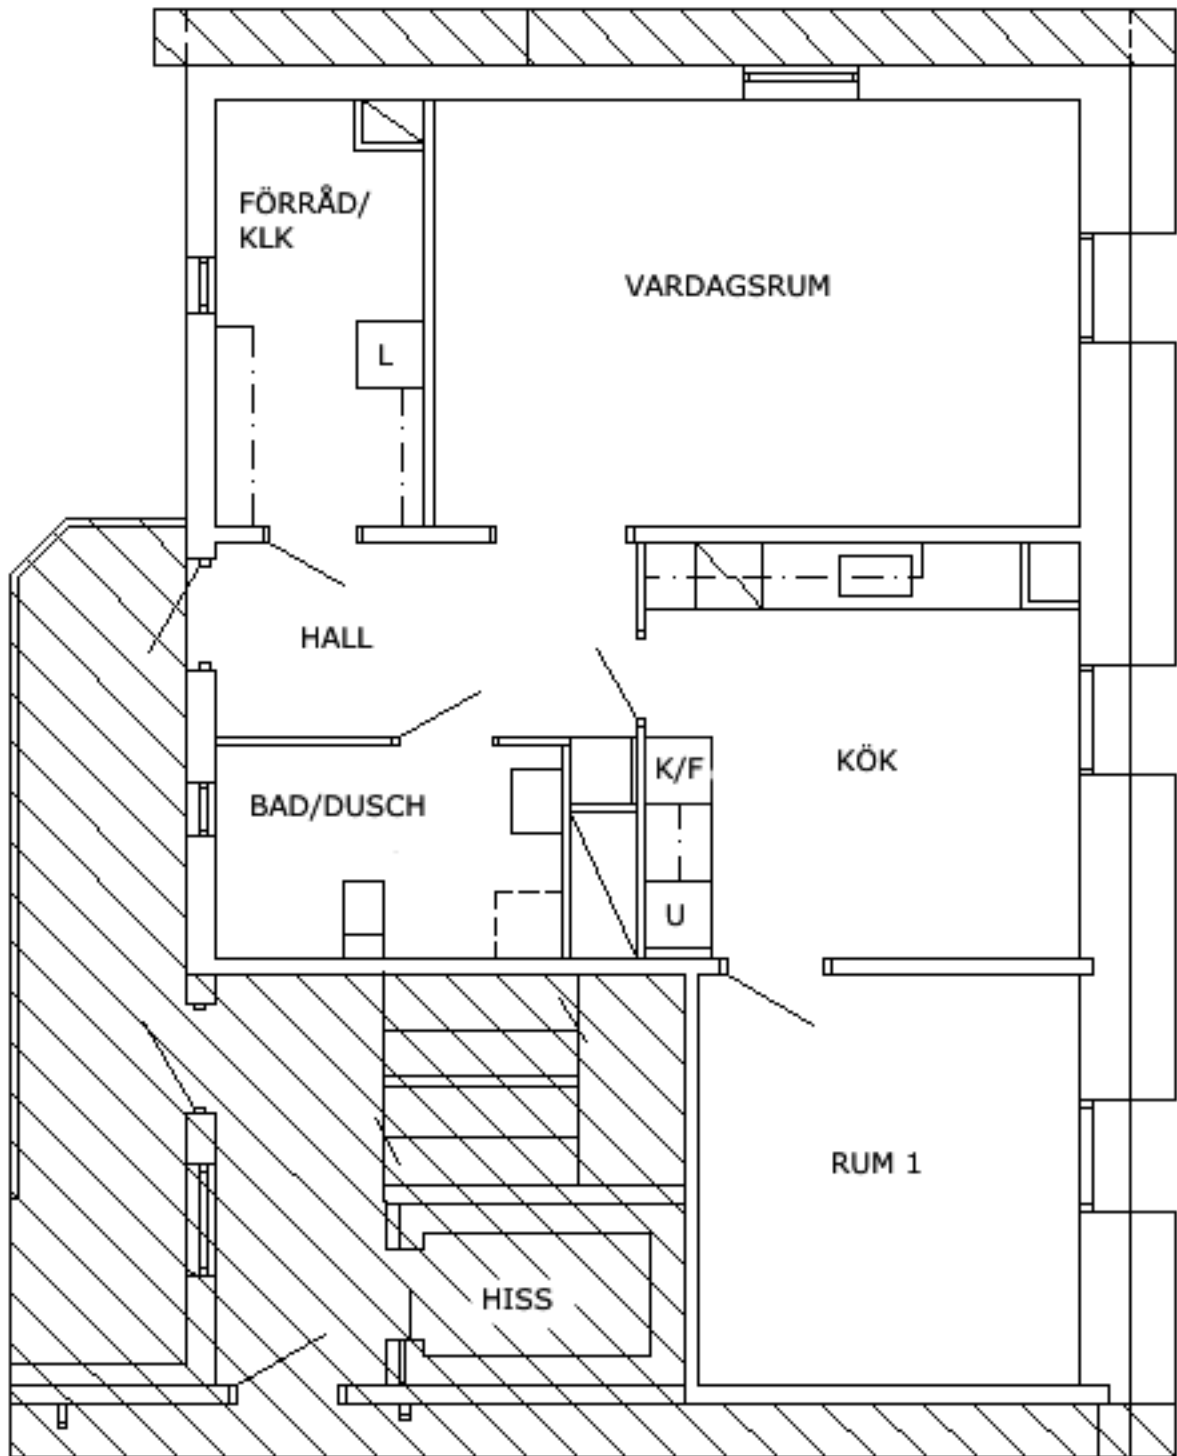 FÖRRÅD/
KLK
VARDAGSRUM
L
HALL
KÖK
K/F
BAD/DUSCH
U
RUM 1
HISS